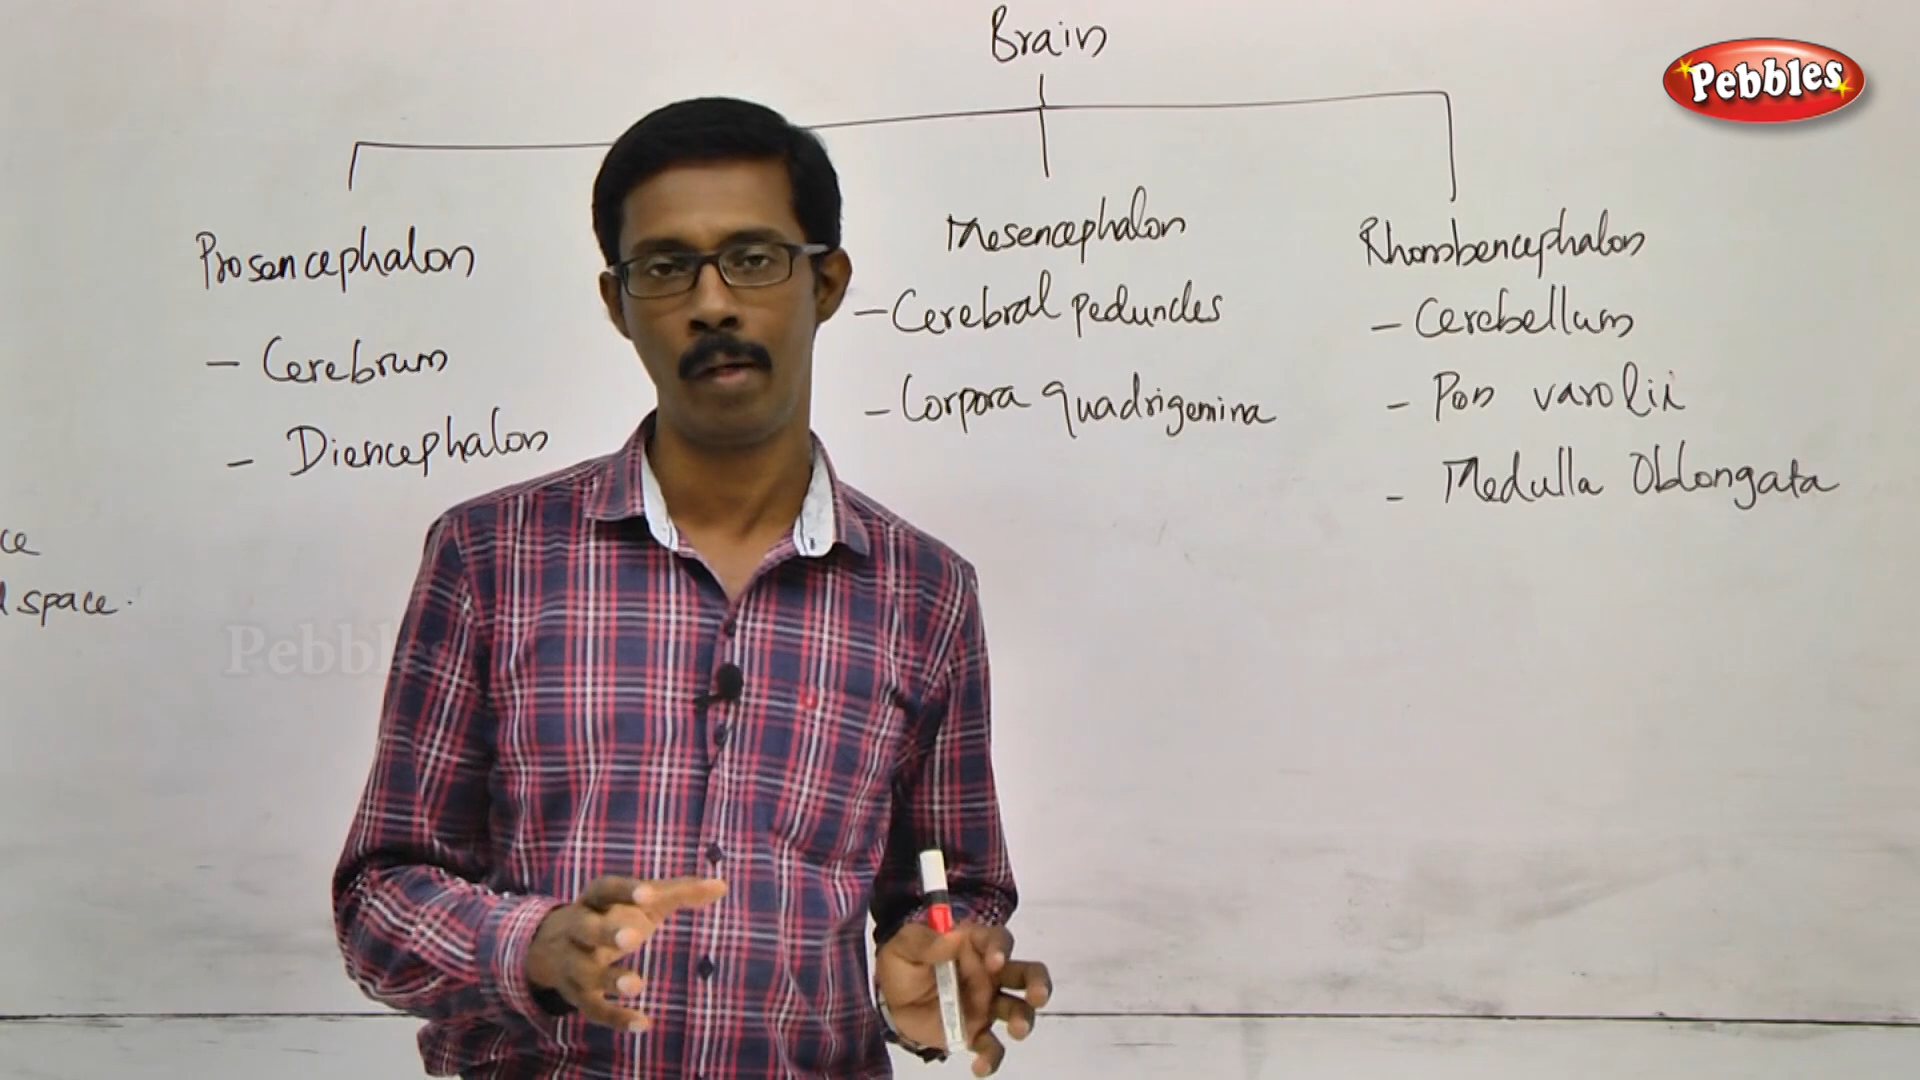 Brain
Pebbles
Prosencephalon
- Cerebrum
- Diencephalon
Mesencephalon
- Cerebral peduncles
- Corpora quadrigemina
Rhombencephalon
- Cerebellum
- Pon varolii
- Medulla Oblongata
ce
space.
Pebbles